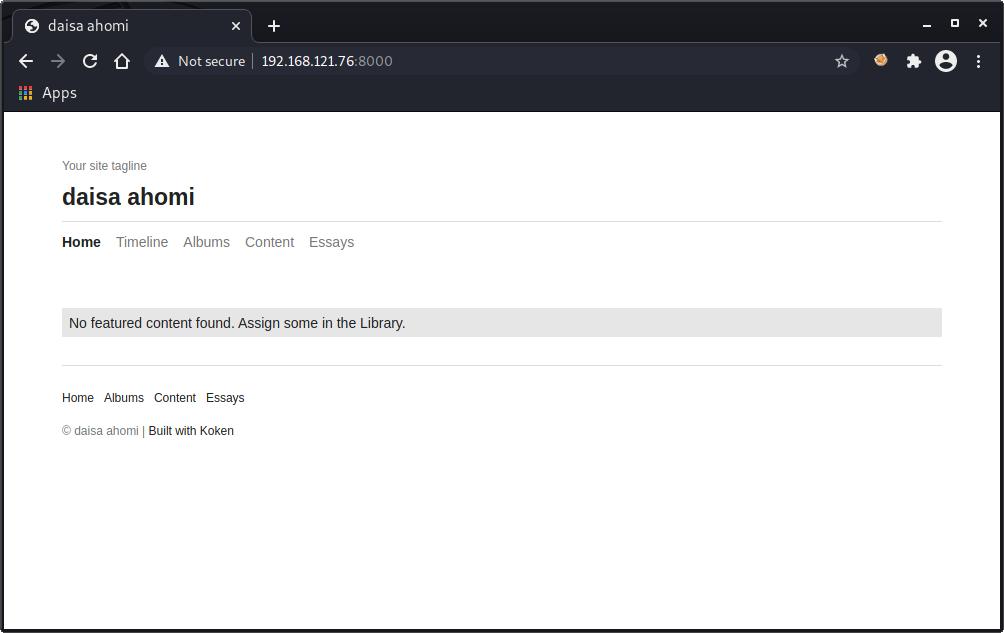 daisa ahomi
Not secure 192.168.121.76:8000
Apps
Your site tagline
daisa ahomi
Home Timeline Albums Content Essays
No featured content found. Assign some in the Library.
Home Albums Content Essays
© daisa ahomi | Built with Koken